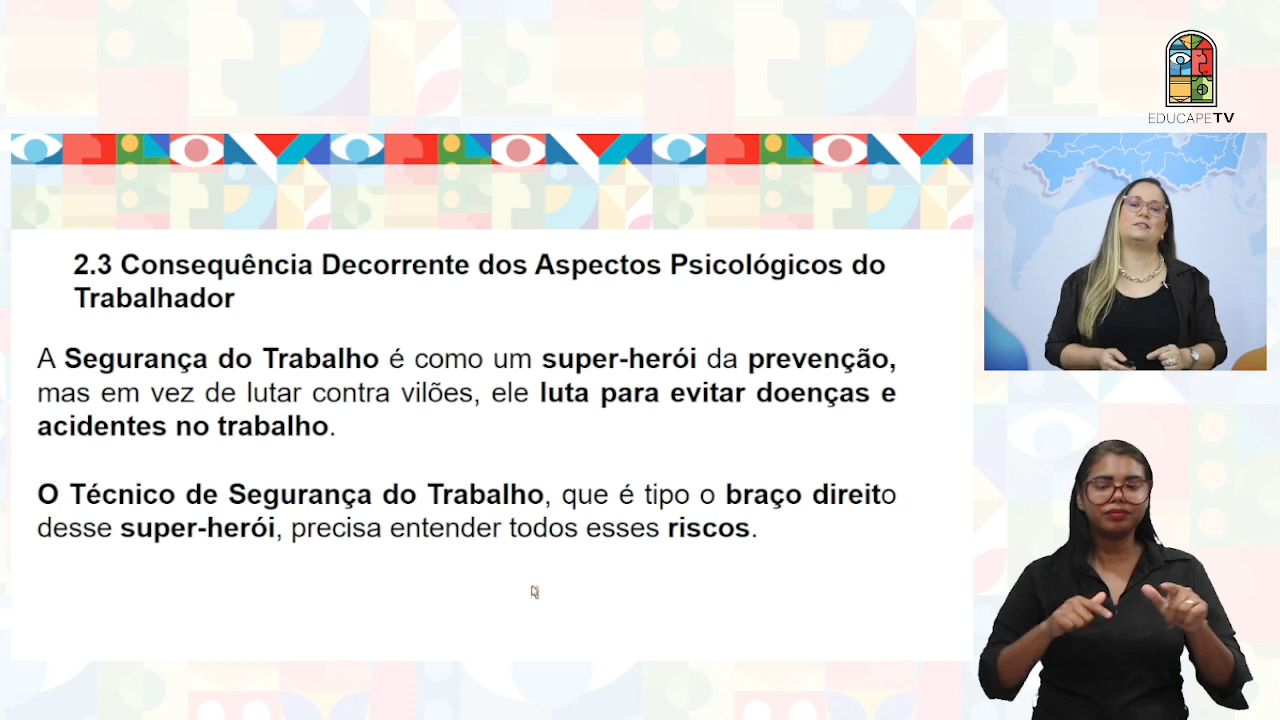 EDUCAPETV
2.3 Consequência Decorrente dos Aspectos Psicológicos do
Trabalhador
A Segurança do Trabalho é como um super-herói da prevenção,
mas em vez de lutar contra vilões, ele luta para evitar doenças e
acidentes no trabalho.
O Técnico de Segurança do Trabalho, que é tipo o braço direito
desse super-herói, precisa entender todos esses riscos.